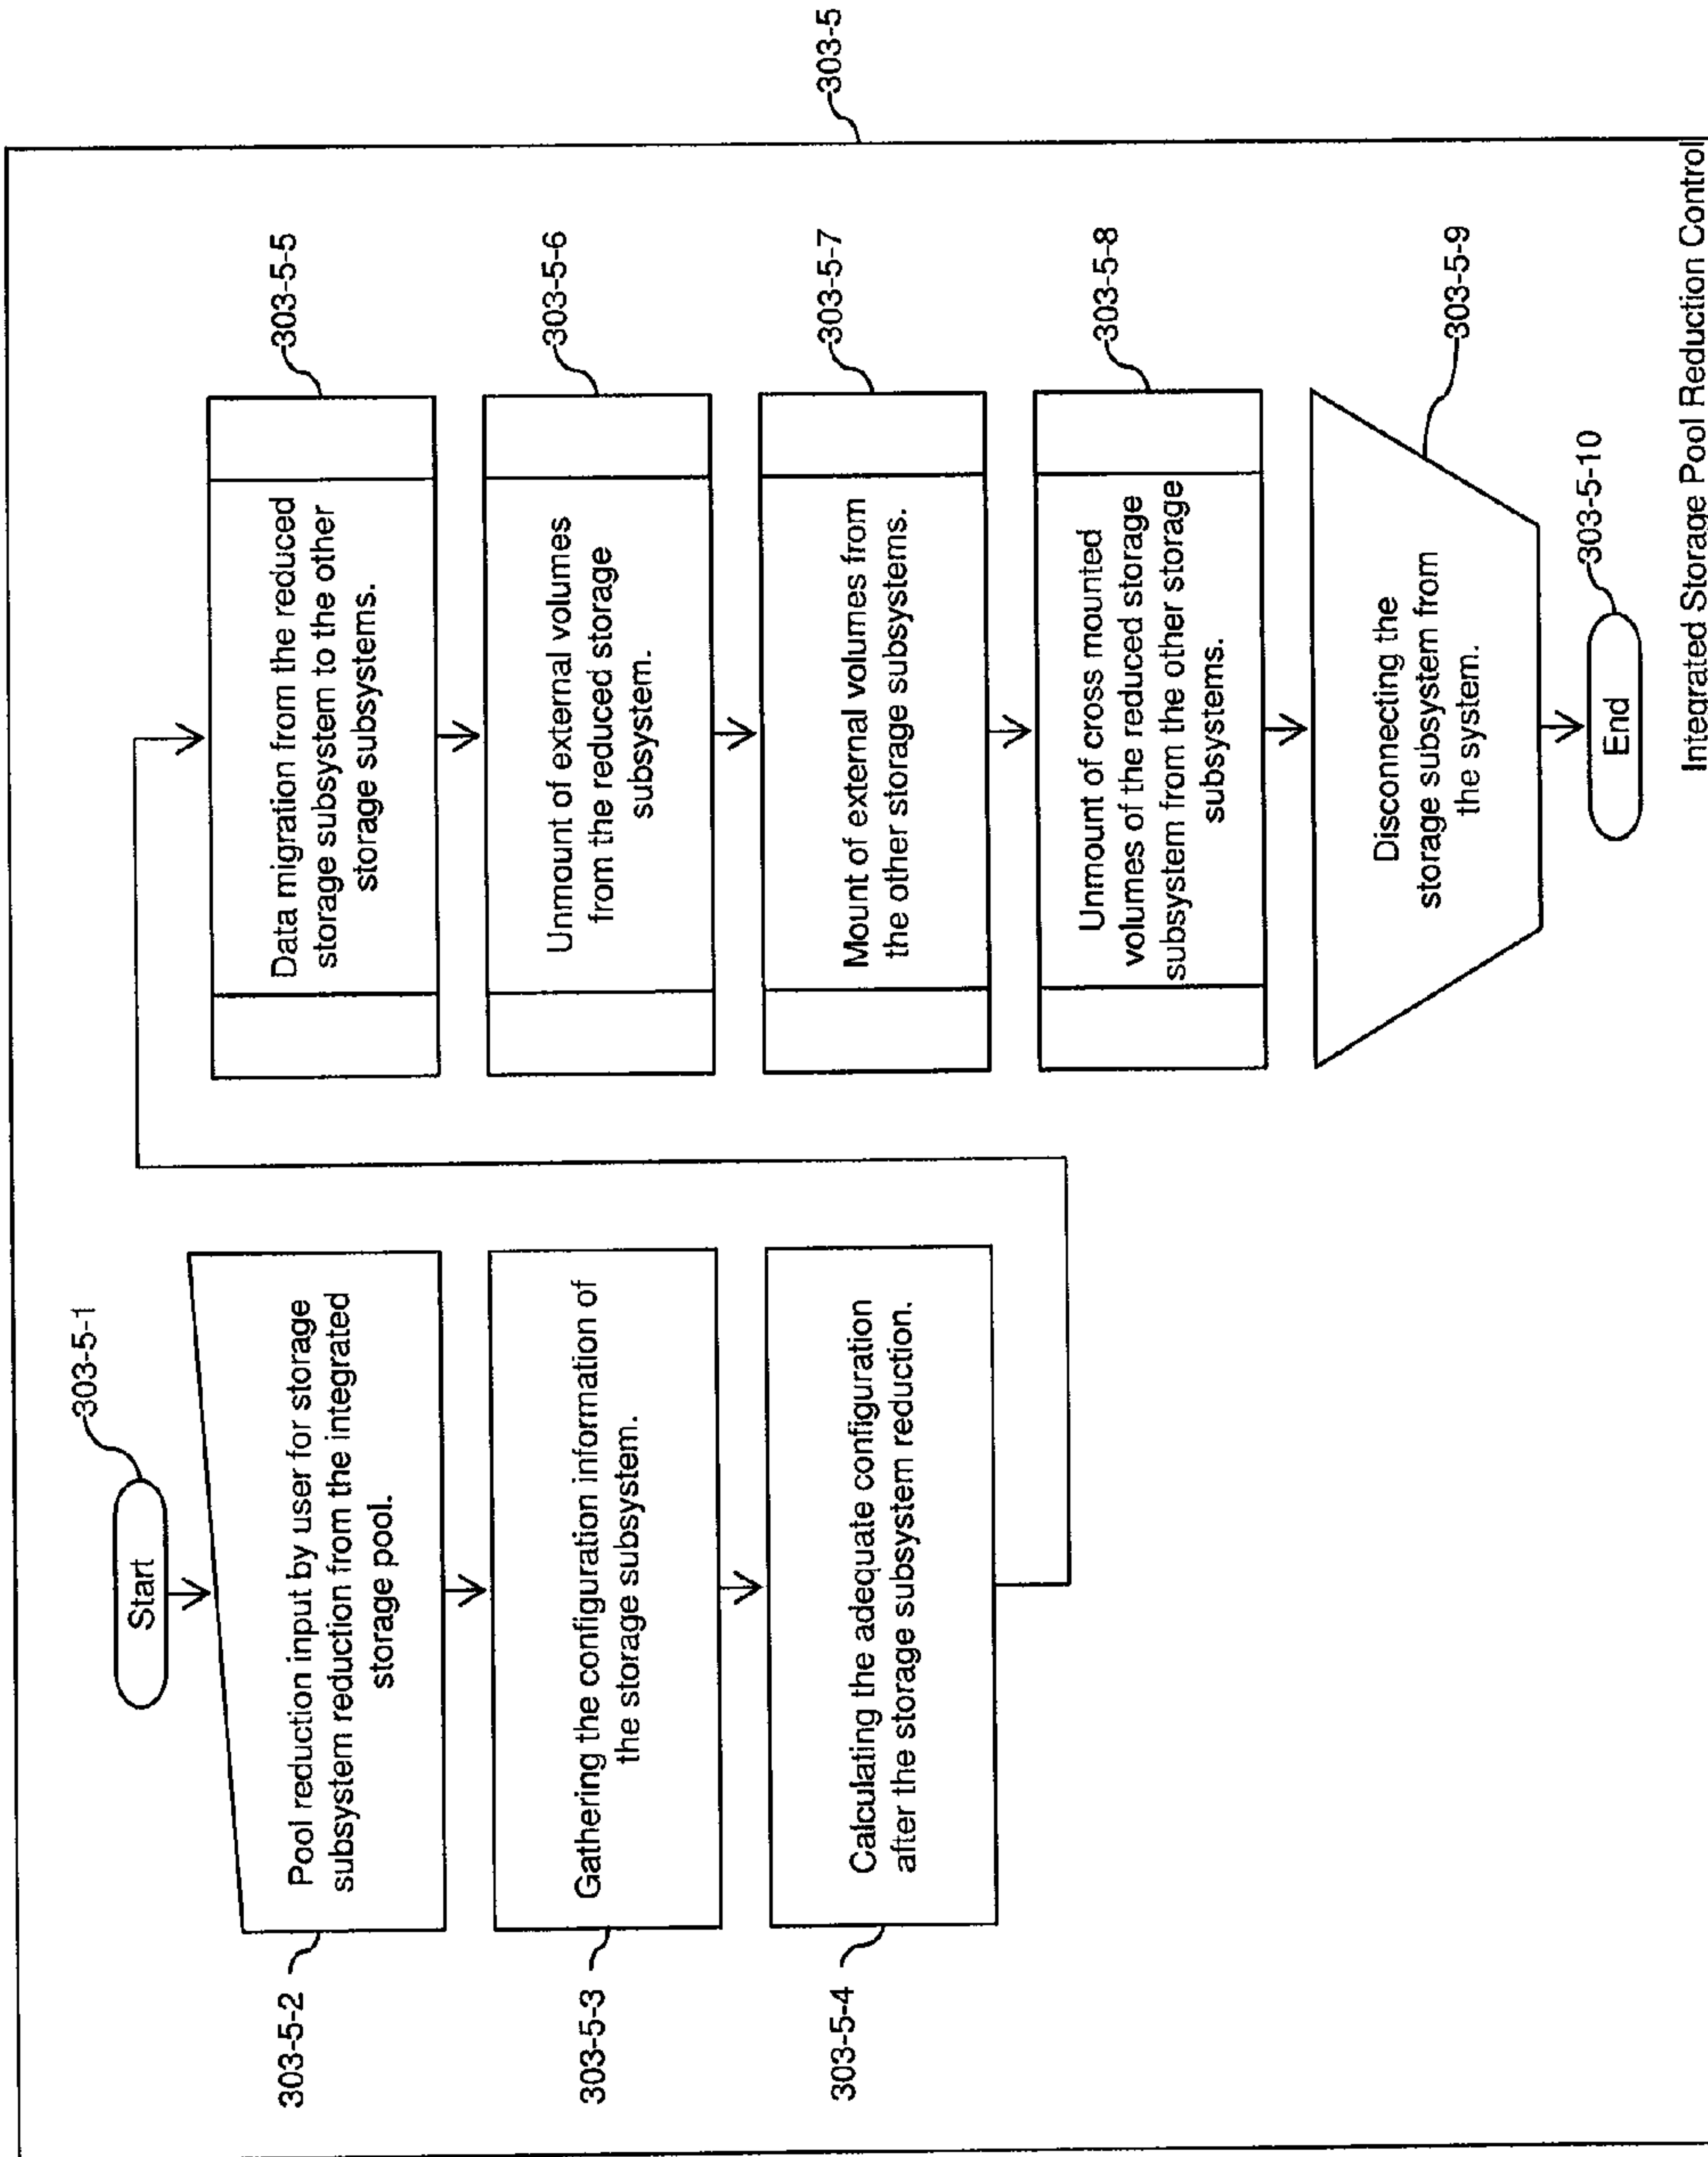 303-5-1
Start
303-5-2
Pool reduction input by user for storage
subsystem reduction from the integrated
storage pool.
303-5-3
Gathering the configuration information of
the storage subsystem.
303-5-4
Calculating the adequate configuration
after the storage subsystem reduction.
303-5-5
Data migration from the reduced
storage subsystem to the other
storage subsystems.
303-5-6
Unmount of external volumes
from the reduced storage
subsystem.
303-5-7
Mount of external volumes from
the other storage subsystems.
303-5-8
Unmount of cross mounted
volumes of the reduced storage
subsystem from the other storage
subsystems.
303-5-9
Disconnecting the
storage subsystem from
the system.
303-5-10
End
303-5
Integrated Storage Pool Reduction Control